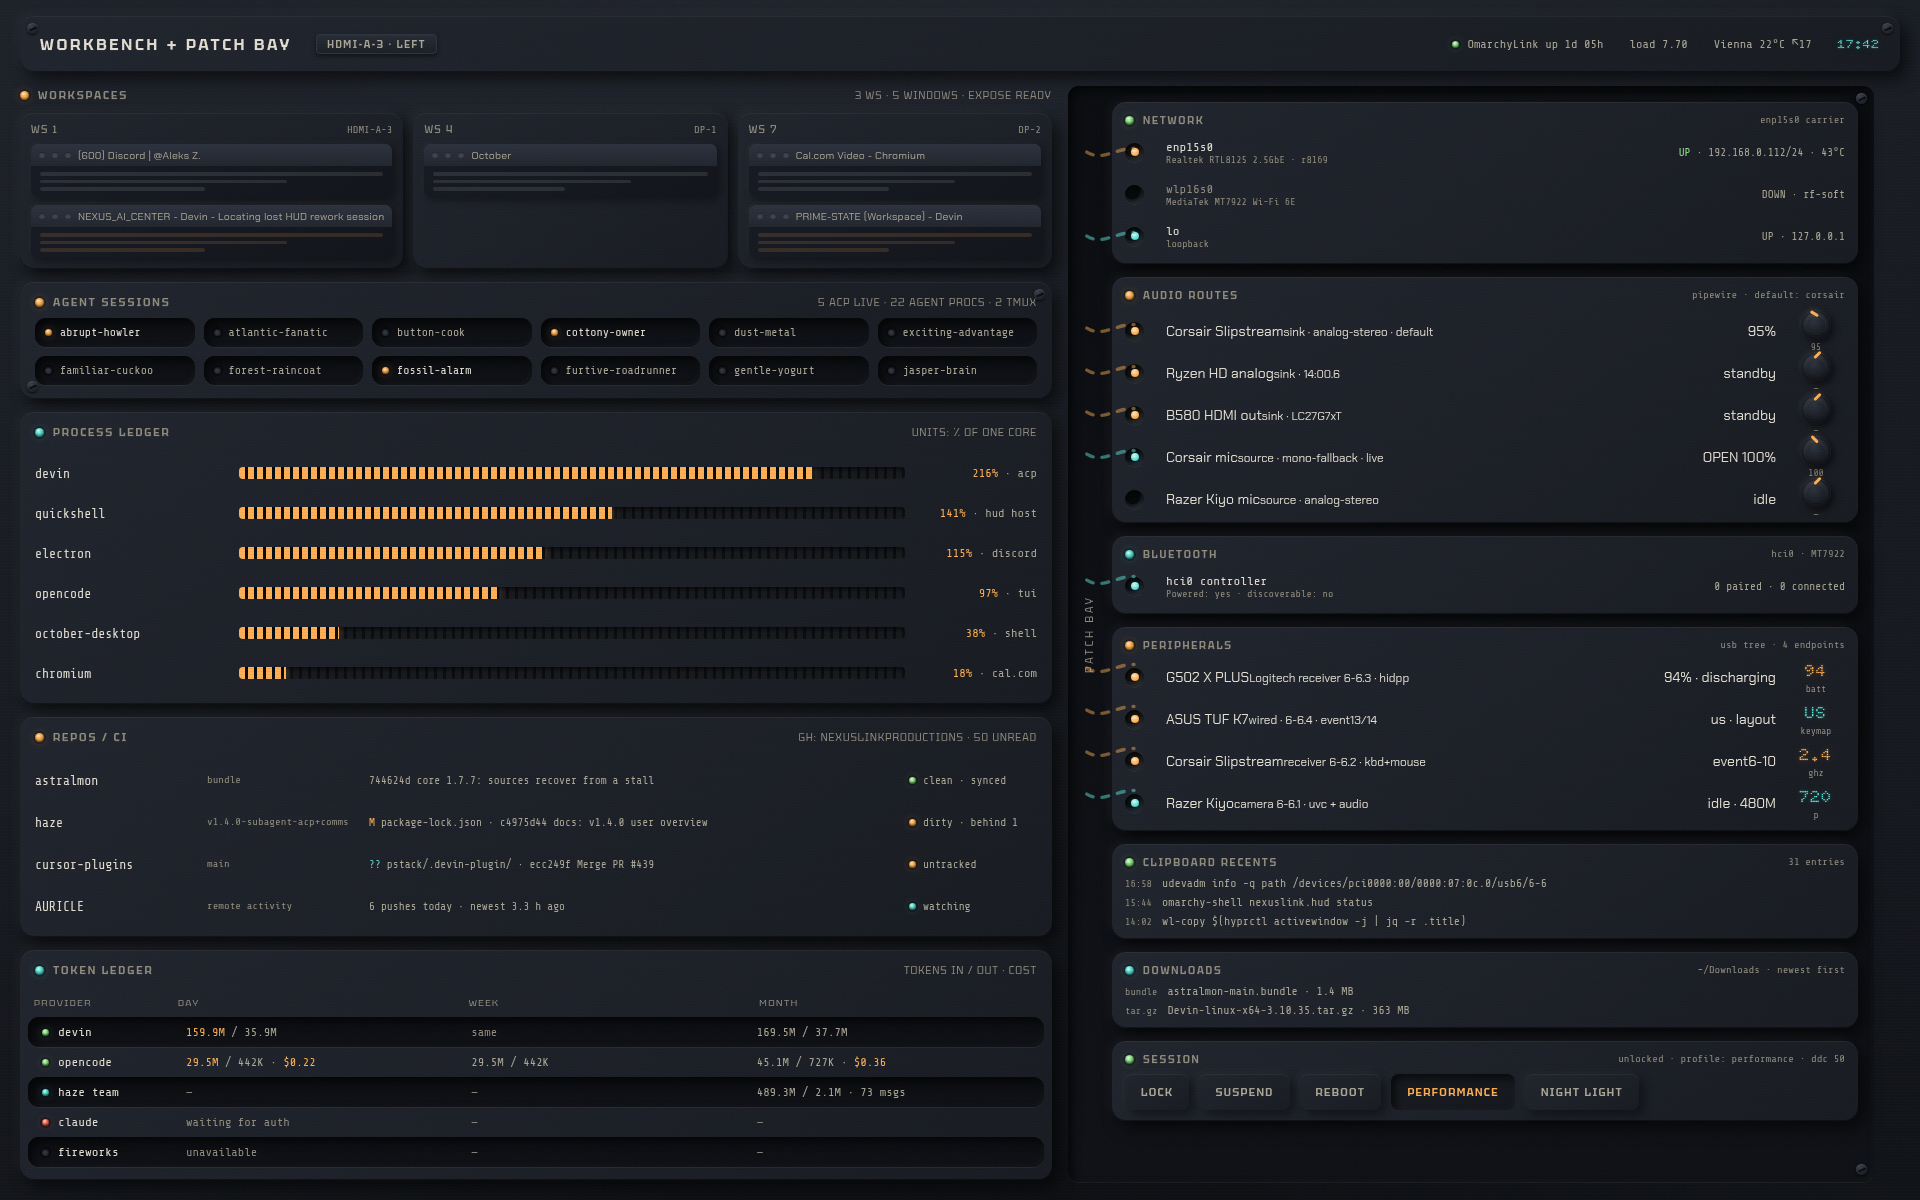 WORKBENCH + PATCH BAY HDMI-A-3 · LEFT
OmarchyLink up 1d 05h load 7.70 Vienna 22°C ↖17 17:42
WORKSPACES 3 WS · 5 WINDOWS · EXPOSE READY
WS 1 HDMI-A-3
(600) Discord | @Aleks Z.
NEXUS_AI_CENTER - Devin - Locating lost HUD rework session
WS 4 DP-1
October
WS 7 DP-2
Cal.com Video - Chromium
PRIME-STATE (Workspace) - Devin
AGENT SESSIONS 5 ACP LIVE · 22 AGENT PROCS · 2 TMUX
abrupt-howler atlantic-fanatic button-cook cottony-owner dust-metal exciting-advantage
familiar-cuckoo forest-raincoat fossil-alarm furtive-roadrunner gentle-yogurt jasper-brain
PROCESS LEDGER UNITS: % OF ONE CORE
devin 216% · acp
quickshell 141% · hud host
electron 115% · discord
opencode 97% · tui
october-desktop 38% · shell
chromium 18% · cal.com
REPOS / CI GH: NEXUSLINKPRODUCTIONS · 50 UNREAD
astralmon bundle 744624d core 1.7.7: sources recover from a stall clean · synced
haze v1.4.0-subagent-acp+comms M package-lock.json · c4975d44 docs: v1.4.0 user overview dirty · behind 1
cursor-plugins main ?? pstack/.devin-plugin/ · ecc249f Merge PR #439 untracked
AURICLE remote activity 6 pushes today · newest 3.3 h ago watching
TOKEN LEDGER TOKENS IN / OUT · COST
PROVIDER DAY WEEK MONTH
devin 159.9M / 35.9M same 169.5M / 37.7M
opencode 29.5M / 442K · $0.22 29.5M / 442K 45.1M / 727K · $0.36
haze team — — 489.3M / 2.1M · 73 msgs
claude waiting for auth — —
fireworks unavailable — —
PATCH BAY
NETWORK enp15s0 carrier
enp15s0 UP · 192.168.0.112/24 · 43°C
Realtek RTL8125 2.5GbE · r8169
wlp16s0 DOWN · rf-soft
MediaTek MT7922 Wi-Fi 6E
lo UP · 127.0.0.1
loopback
AUDIO ROUTES pipewire · default: corsair
Corsair Slipstreamsink · analog-stereo · default 95%
95
Ryzen HD analogsink · 14:00.6 standby
–
B580 HDMI outsink · LC27G7xT standby
–
Corsair micsource · mono-fallback · live OPEN 100%
100
Razer Kiyo micsource · analog-stereo idle
–
BLUETOOTH hci0 · MT7922
hci0 controller 0 paired · 0 connected
Powered: yes · discoverable: no
PERIPHERALS usb tree · 4 endpoints
G502 X PLUSLogitech receiver 6-6.3 · hidpp 94% · discharging 94
batt
ASUS TUF K7wired · 6-6.4 · event13/14 us · layout US
keymap
Corsair Slipstreamreceiver 6-6.2 · kbd+mouse event6-10 2.4
ghz
Razer Kiyocamera 6-6.1 · uvc + audio idle · 480M 720
p
CLIPBOARD RECENTS 31 entries
16:58 udevadm info -q path /devices/pci0000:00/0000:07:0c.0/usb6/6-6
15:44 omarchy-shell nexuslink.hud status
14:02 wl-copy $(hyprctl activewindow -j | jq -r .title)
DOWNLOADS ~/Downloads · newest first
bundle astralmon-main.bundle · 1.4 MB
tar.gz Devin-linux-x64-3.10.35.tar.gz · 363 MB
SESSION unlocked · profile: performance · ddc 50
LOCK SUSPEND REBOOT PERFORMANCE NIGHT LIGHT